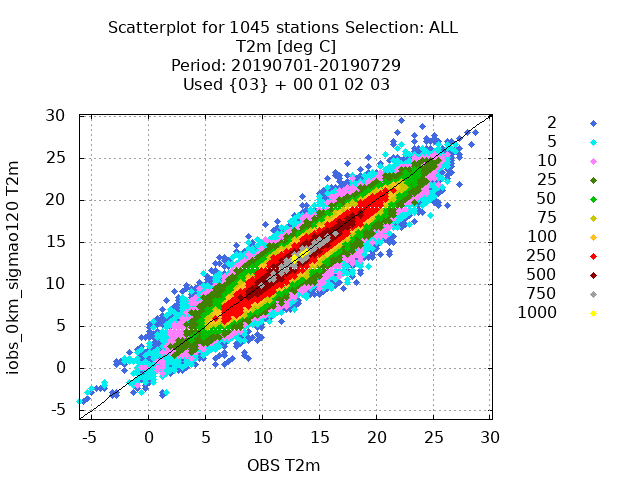 Scatterplot for 1045 stations Selection: ALL
T2m [deg C]
Period: 20190701-20190729
Used {03} + 00 01 02 03
iobs_0km_sigmao120 T2m
30
25
20
15
10
5
0
-5
-5 0 5 10 15 20 25 30
OBS T2m
2
5
10
25
50
75
100
250
500
750
1000